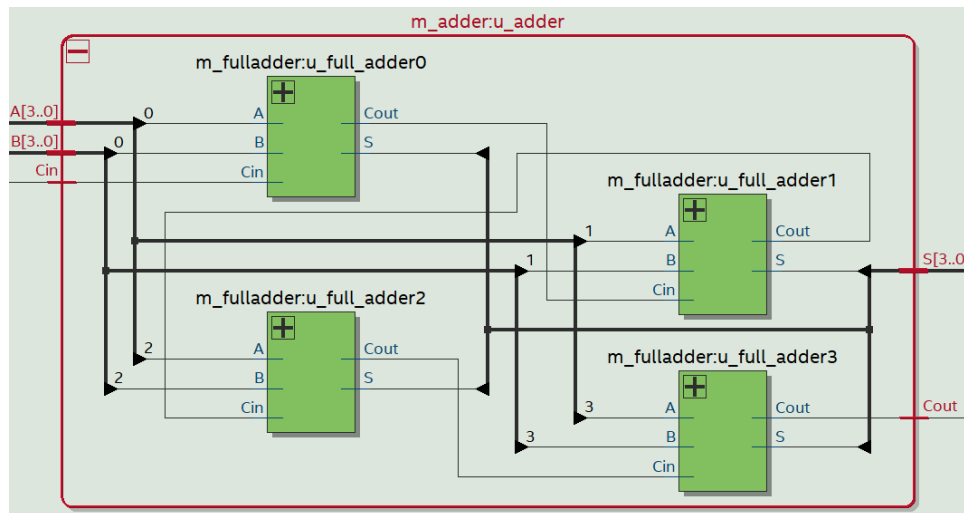 m_adder:u_adder
m_fulladder:u_full_adder0
A[3..0]
0
A
Cout
B[3..0]
0
B
S
Cin
Cin
m_fulladder:u_full_adder1
1
A
Cout
1
B
S
S[3..0
Cin
m_fulladder:u_full_adder2
2
A
Cout
2
B
S
Cin
m_fulladder:u_full_adder3
3
A
Cout
Cout
3
B
S
Cin